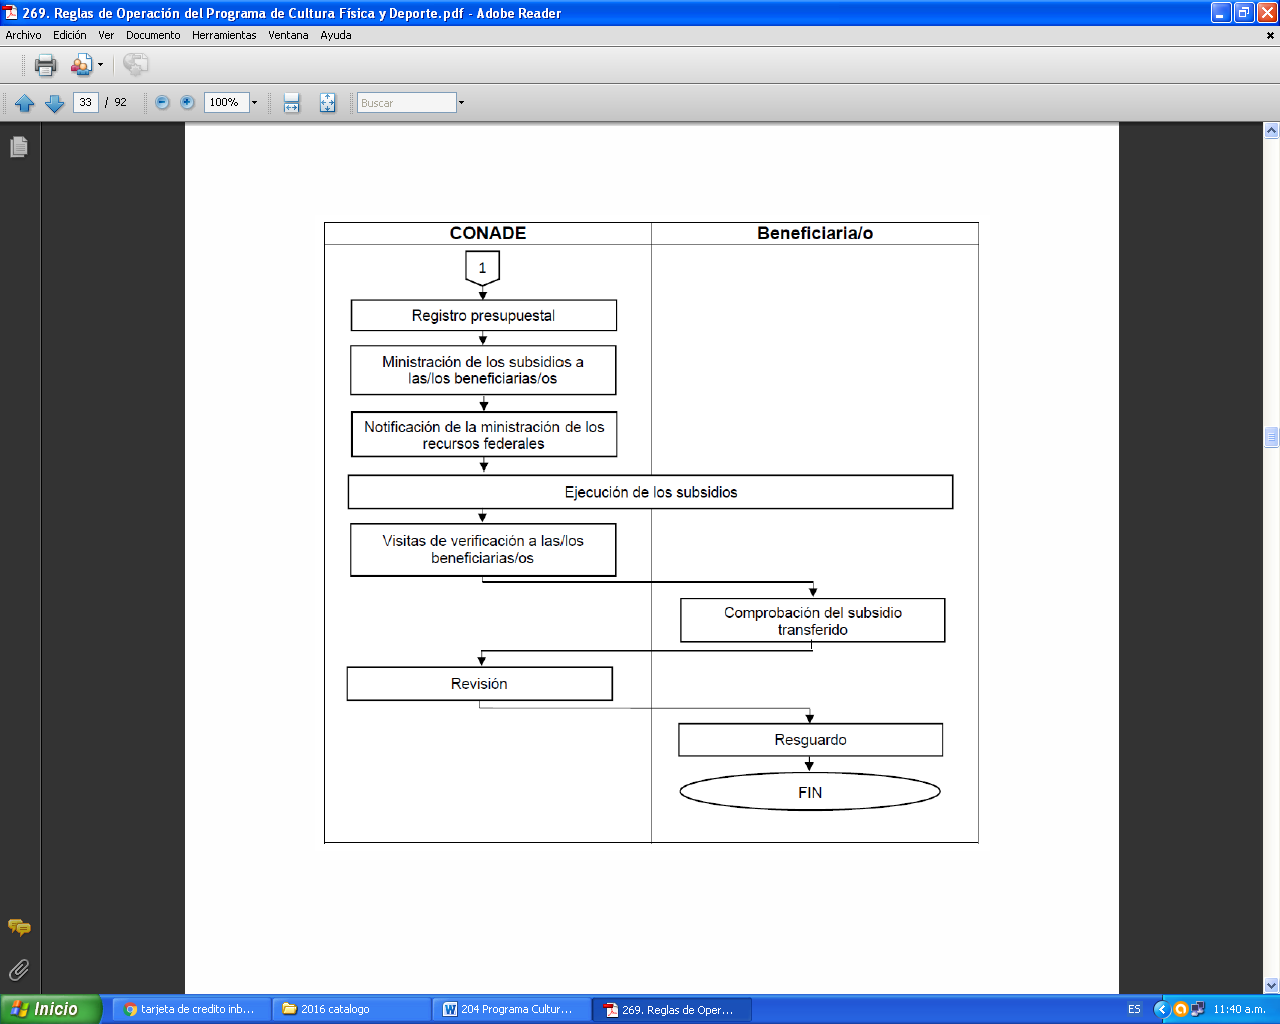 269. Reglas de Operación del Programa de Cultura Física y Deporte.pdf - Adobe Reader
Archivo Edición Ver Documento Herramientas Ventana Ayuda
33 / 92 100% Buscar
CONADE Beneficiaria/o
1
Registro presupuestal
Ministración de los subsidios a
las/los beneficiarias/os
Notificación de la ministración de los
recursos federales
Ejecución de los subsidios
Visitas de verificación a las/los
beneficiarias/os
Comprobación del subsidio
transferido
Revisión
Resguardo
FIN
Inicio tarjeta de credito inb... 2016 catalogo 204 Programa Cultur... 269. Reglas de Oper... ES 11:40 a.m.